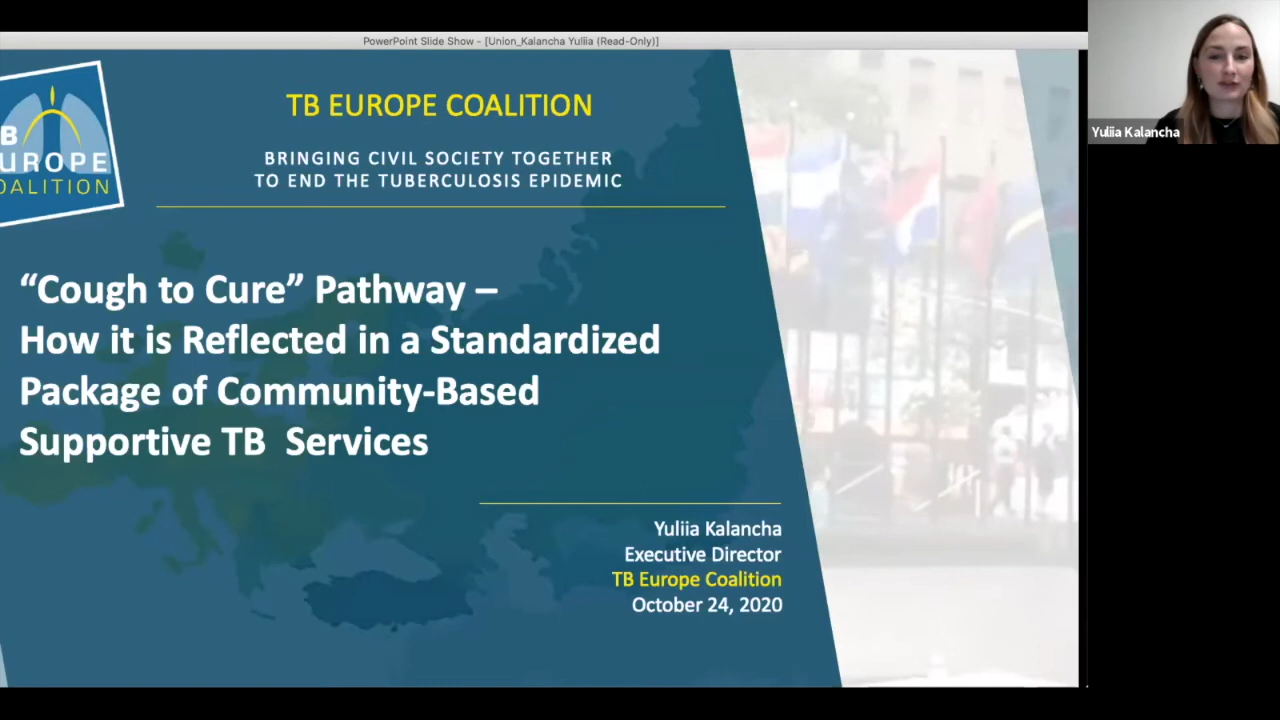 PowerPoint Slide Show - [Union_Kalancha Yuliia (Read-Only)]
B
UROPE
OALITION
TB EUROPE COALITION
BRINGING CIVIL SOCIETY TOGETHER
TO END THE TUBERCULOSIS EPIDEMIC
“Cough to Cure” Pathway –
How it is Reflected in a Standardized
Package of Community-Based
Supportive TB  Services
Yuliia Kalancha
Executive Director
TB Europe Coalition
October 24, 2020
Yuliia Kalancha